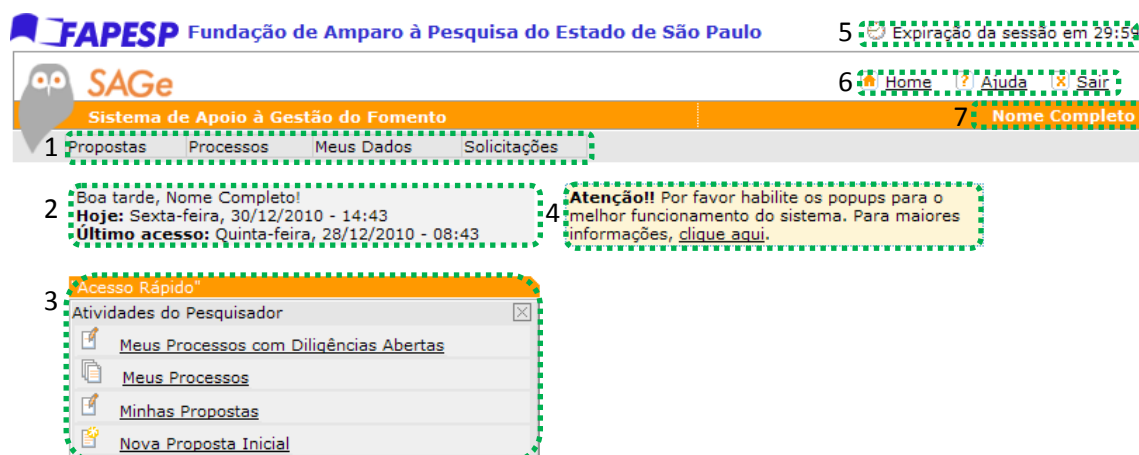 FAPESP Fundação de Amparo à Pesquisa do Estado de São Paulo
5 Expiração da sessão em 29:59
SAGe
6 Home Ajuda Sair
Sistema de Apoio à Gestão do Fomento
7 Nome Completo
1 Propostas Processos Meus Dados Solicitações
2
Boa tarde, Nome Completo!
Hoje: Sexta-feira, 30/12/2010 - 14:43
Último acesso: Quinta-feira, 28/12/2010 - 08:43
4
Atenção!! Por favor habilite os popups para o
melhor funcionamento do sistema. Para maiores
informações, clique aqui.
3
"Acesso Rápido"
Atividades do Pesquisador
Meus Processos com Diligências Abertas
Meus Processos
Minhas Propostas
Nova Proposta Inicial